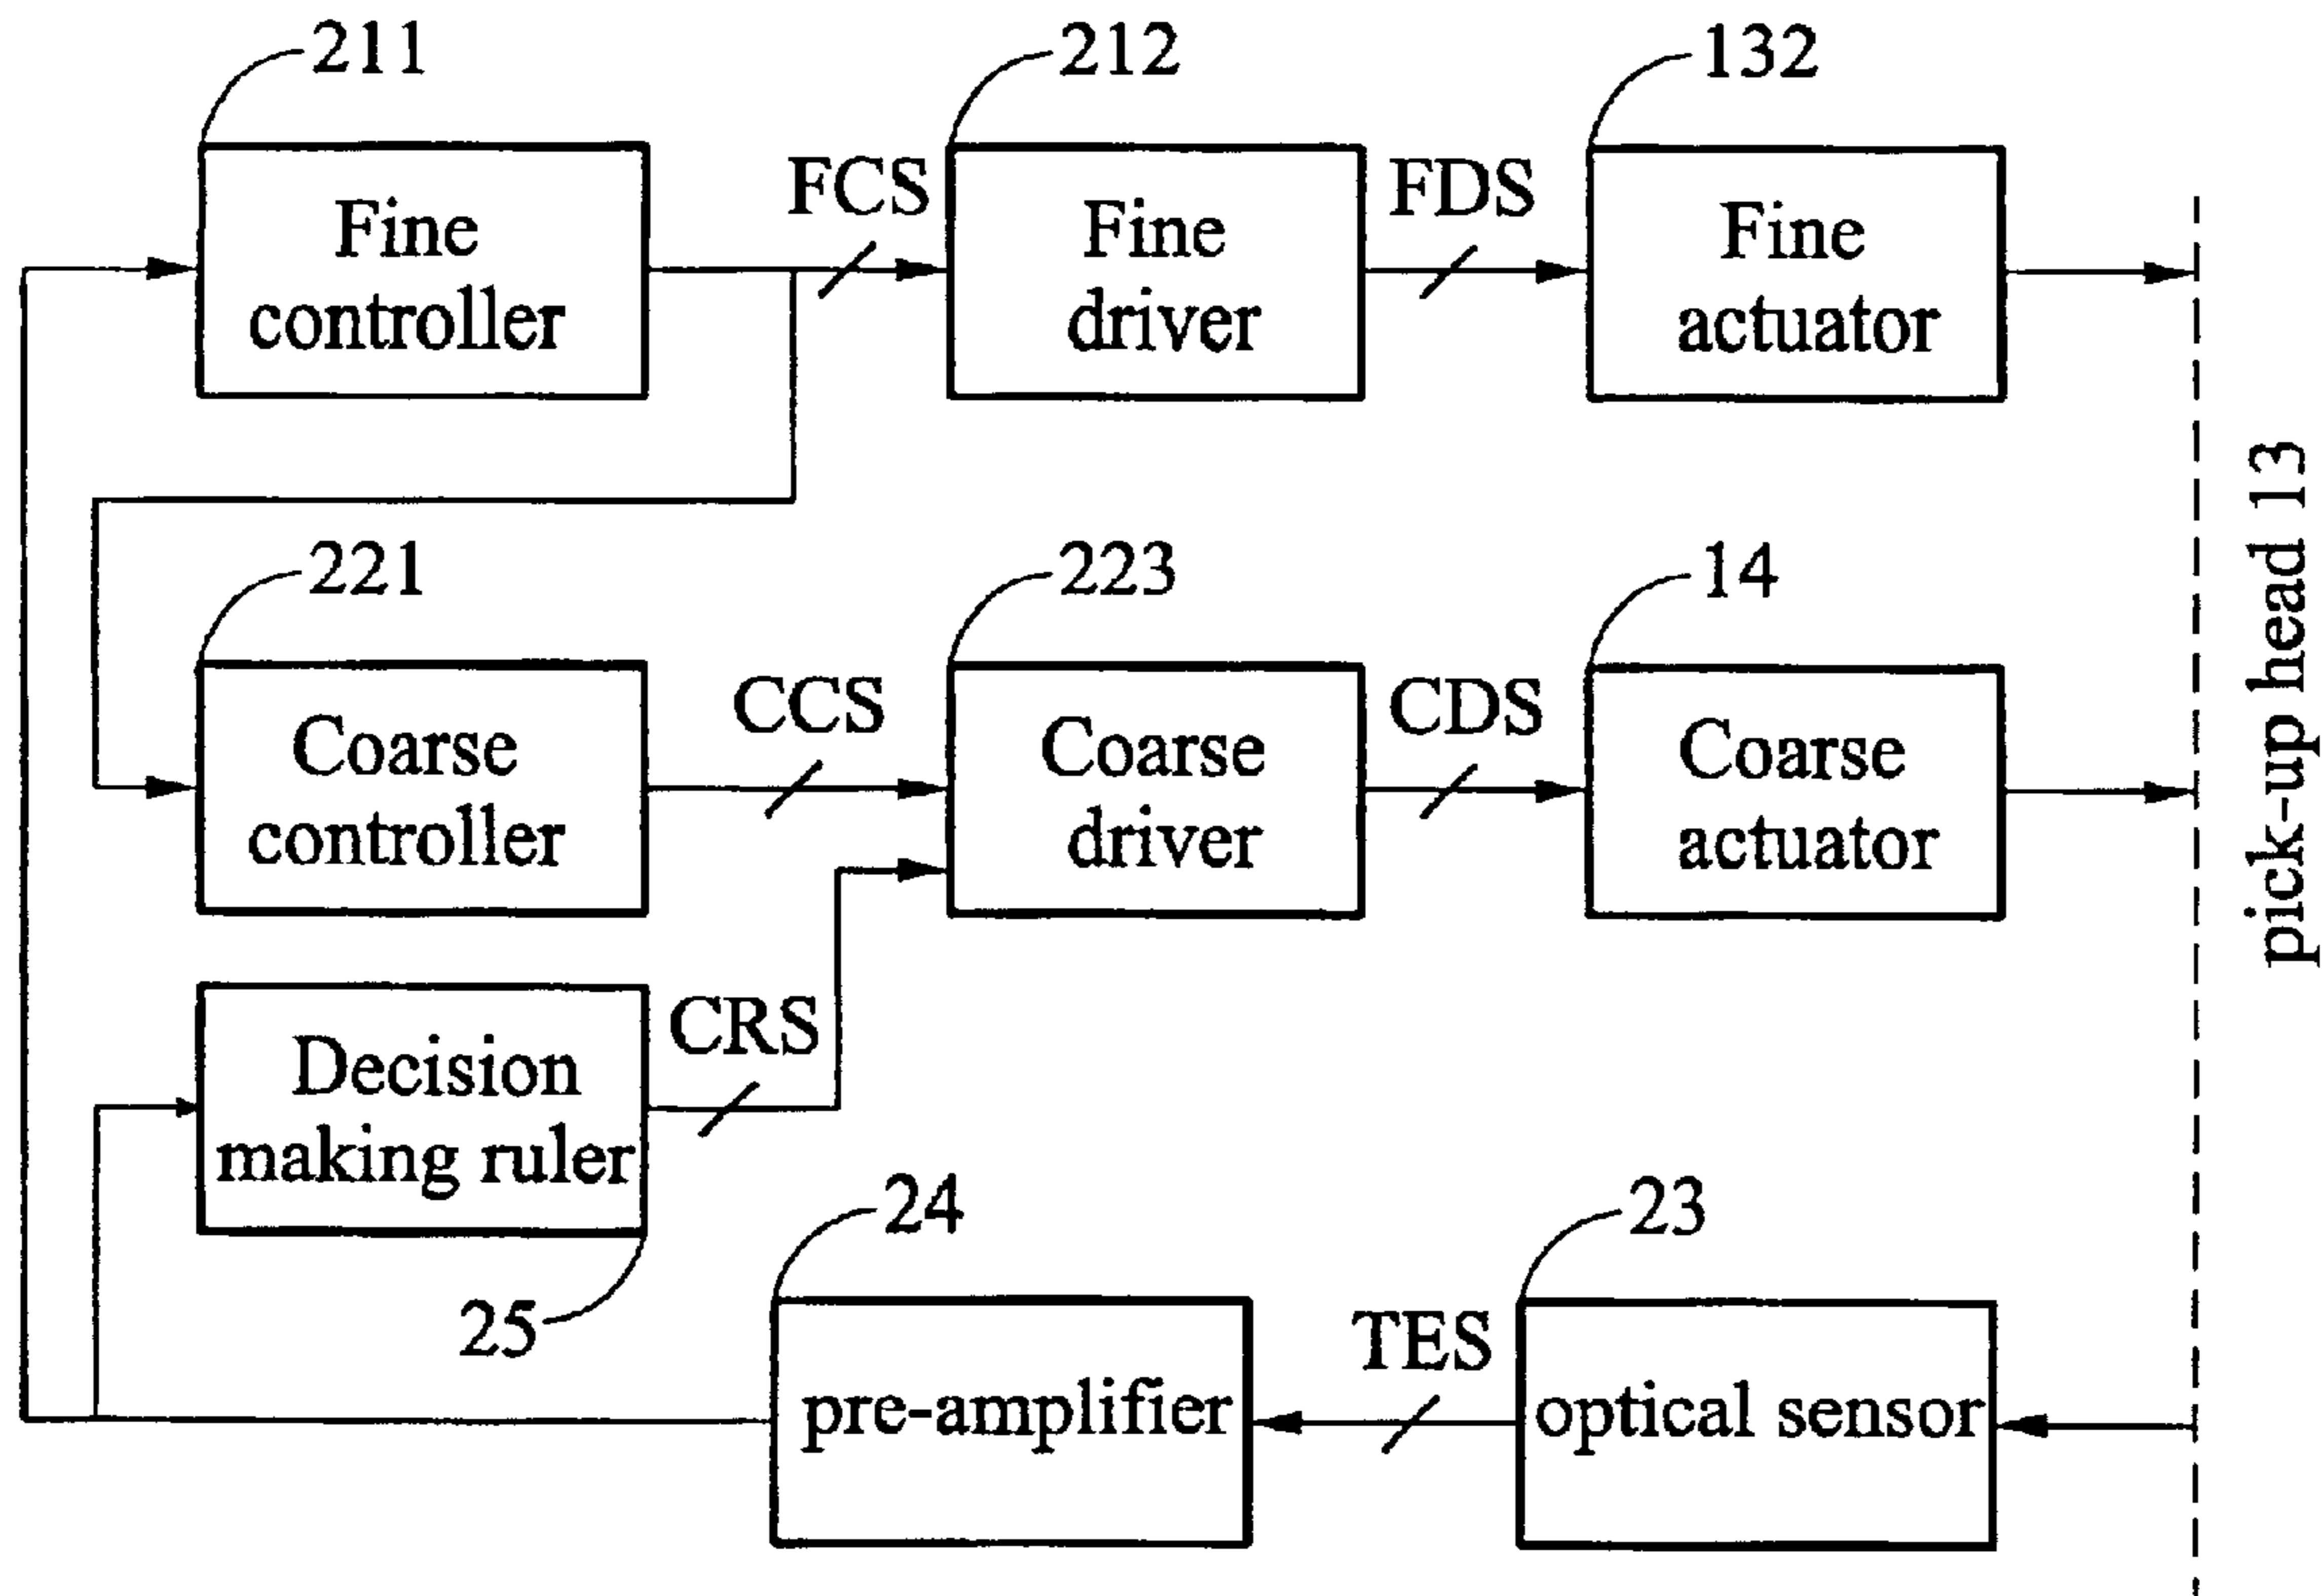 211
212
132
Fine
controller
FCS
Fine
driver
FDS
Fine
actuator
221
223
14
Coarse
controller
CCS
Coarse
driver
CDS
Coarse
actuator
pick-up head 13
Decision
making ruler
CRS
25
24
23
pre-amplifier
TES
optical sensor